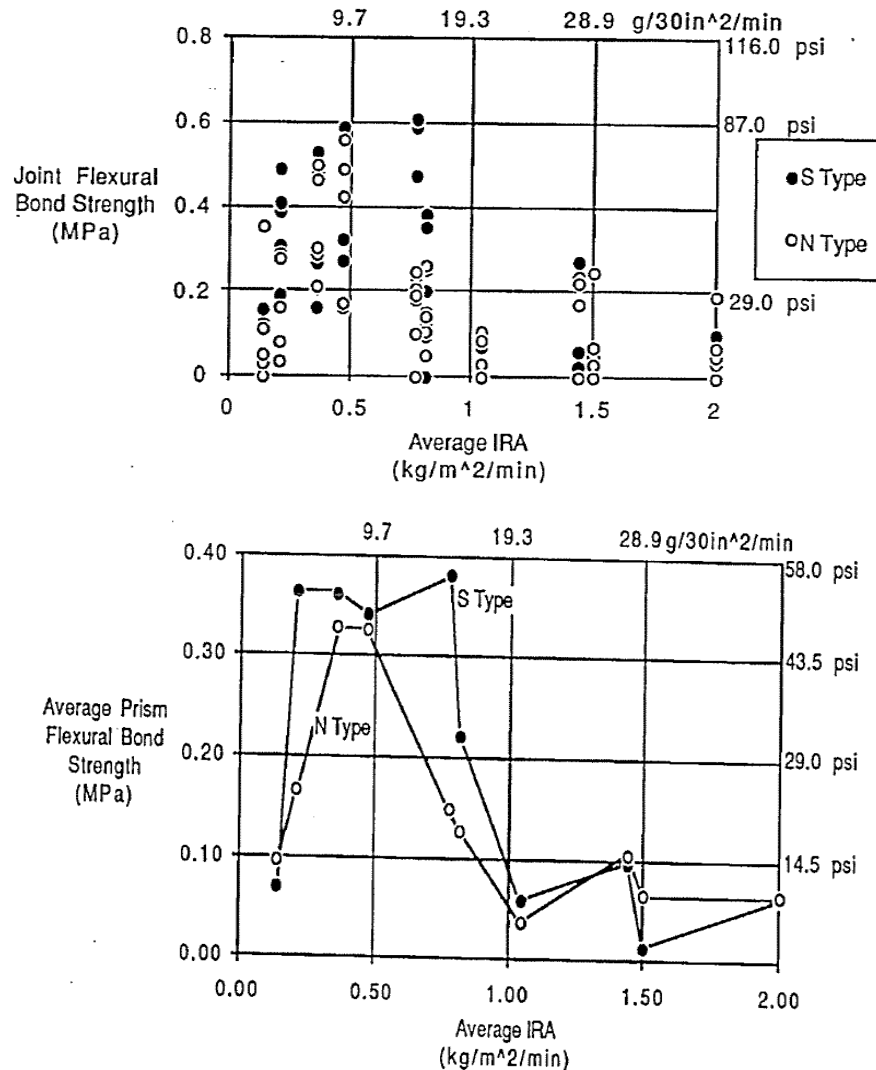 9.7 19.3 28.9 g/30in^2/min
0.8 116.0 psi
0.6 87.0 psi
Joint Flexural
Bond Strength
(MPa)
S Type
N Type
0.4
0.2 29.0 psi
0
0 0.5 1 1.5 2
Average IRA
(kg/m^2/min)
9.7 19.3 28.9 g/30in^2/min
0.40 58.0 psi
S Type
0.30 43.5 psi
Average Prism
Flexural Bond
Strength
(MPa)
N Type
0.20 29.0 psi
0.10 14.5 psi
0.00
0.00 0.50 1.00 1.50 2.00
Average IRA
(kg/m^2/min)